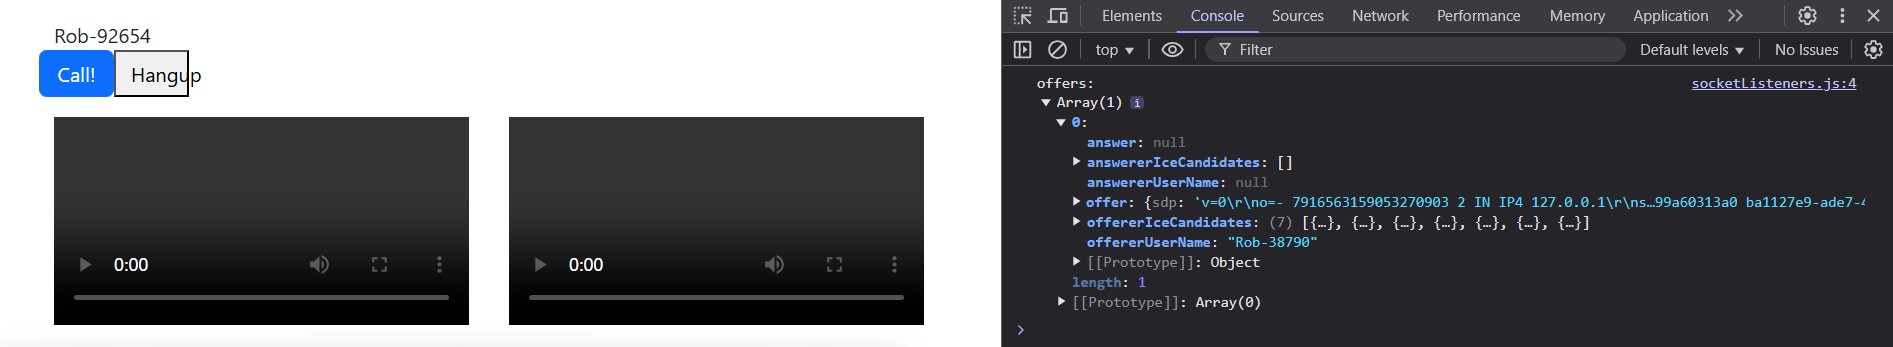 Rob-92654
Call! Hangup
0:00
0:00
Elements Console Sources Network Performance Memory Application
top Filter Default levels No Issues
offers: socketListeners.js:4
Array(1) i
0:
answer: null
answererIceCandidates: []
answererUserName: null
offer: {sdp: 'v=0\r\no=- 7916563159053270903 2 IN IP4 127.0.0.1\r\ns…99a60313a0 ba1127e9-ade7-4
offererIceCandidates: (7) [{…}, {…}, {…}, {…}, {…}, {…}, {…}]
offererUserName: "Rob-38790"
[[Prototype]]: Object
length: 1
[[Prototype]]: Array(0)